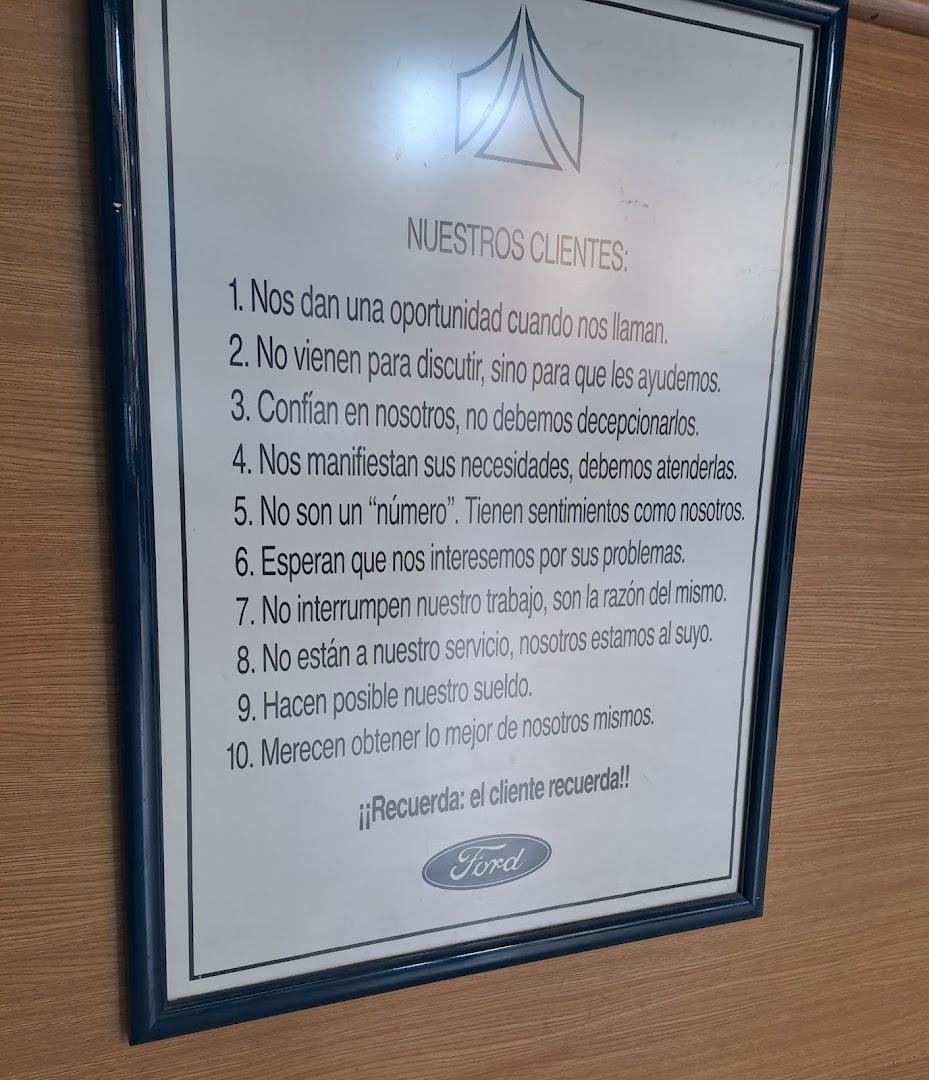 NUESTROS CLIENTES:
1. Nos dan una oportunidad cuando nos llaman.
2. No vienen para discutir, sino para que les ayudemos.
3. Confían en nosotros, no debemos decepcionarlos.
4. Nos manifiestan sus necesidades, debemos atenderlas.
5. No son un “número”. Tienen sentimientos como nosotros.
6. Esperan que nos interesemos por sus problemas.
7. No interrumpen nuestro trabajo, son la razón del mismo.
8. No están a nuestro servicio, nosotros estamos al suyo.
9. Hacen posible nuestro sueldo.
10. Merecen obtener lo mejor de nosotros mismos.
¡¡Recuerda: el cliente recuerda!!
Ford